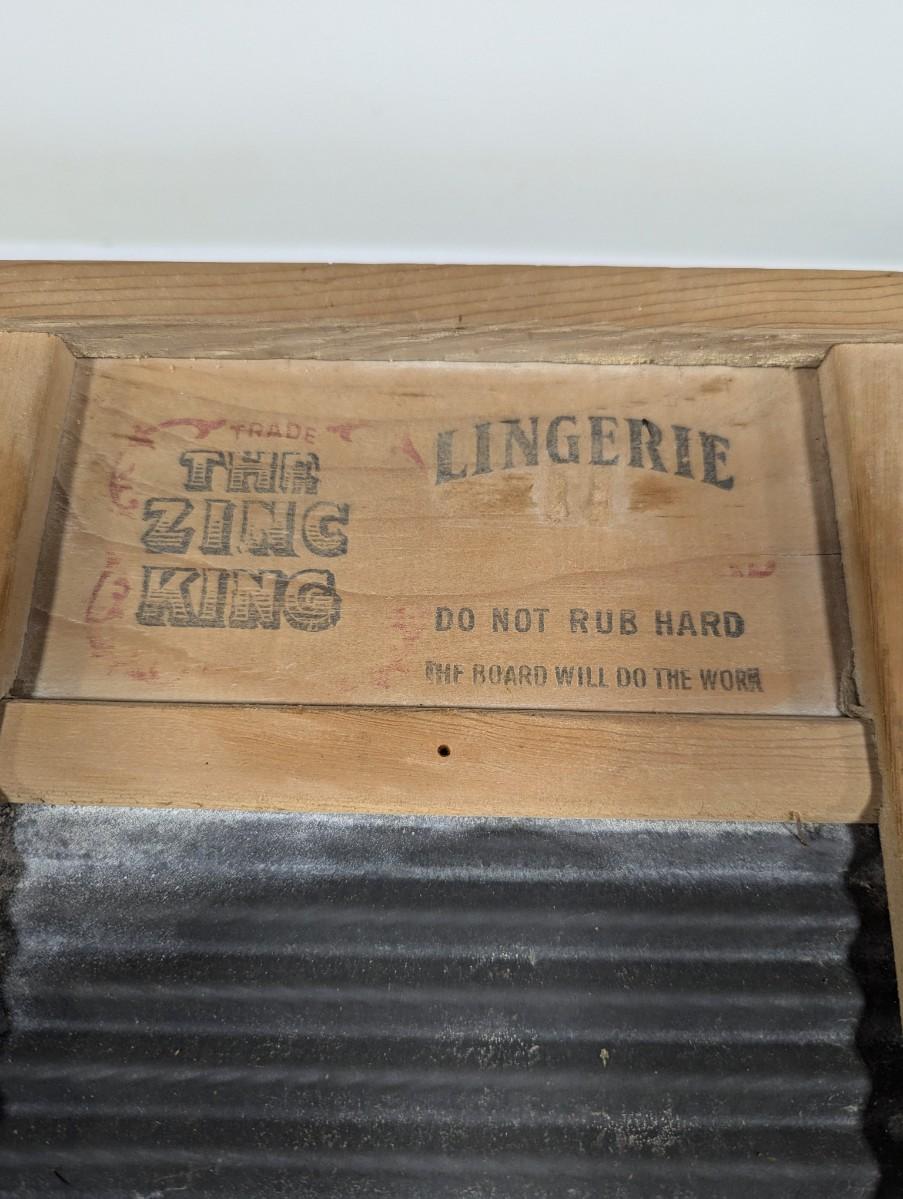 TRADE
THE
ZINC
KING
LINGERIE
DO NOT RUB HARD
THE BOARD WILL DO THE WORK